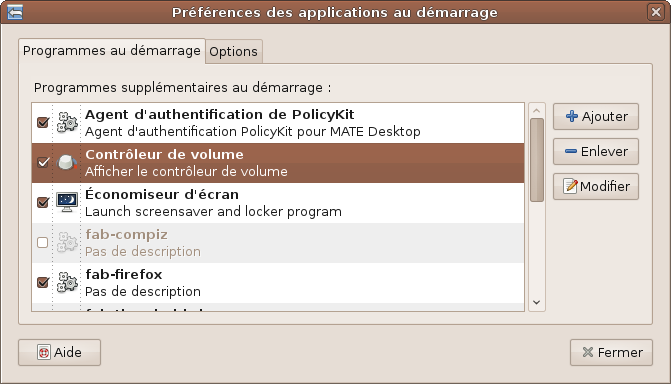 Préférences des applications au démarrage
Programmes au démarrage
Options
Programmes supplémentaires au démarrage :
Agent d'authentification de PolicyKit
Agent d'authentification PolicyKit pour MATE Desktop
Contrôleur de volume
Afficher le contrôleur de volume
Économiseur d'écran
Launch screensaver and locker program
fab-compiz
Pas de description
fab-firefox
Pas de description
Ajouter
Enlever
Modifier
Aide
Fermer